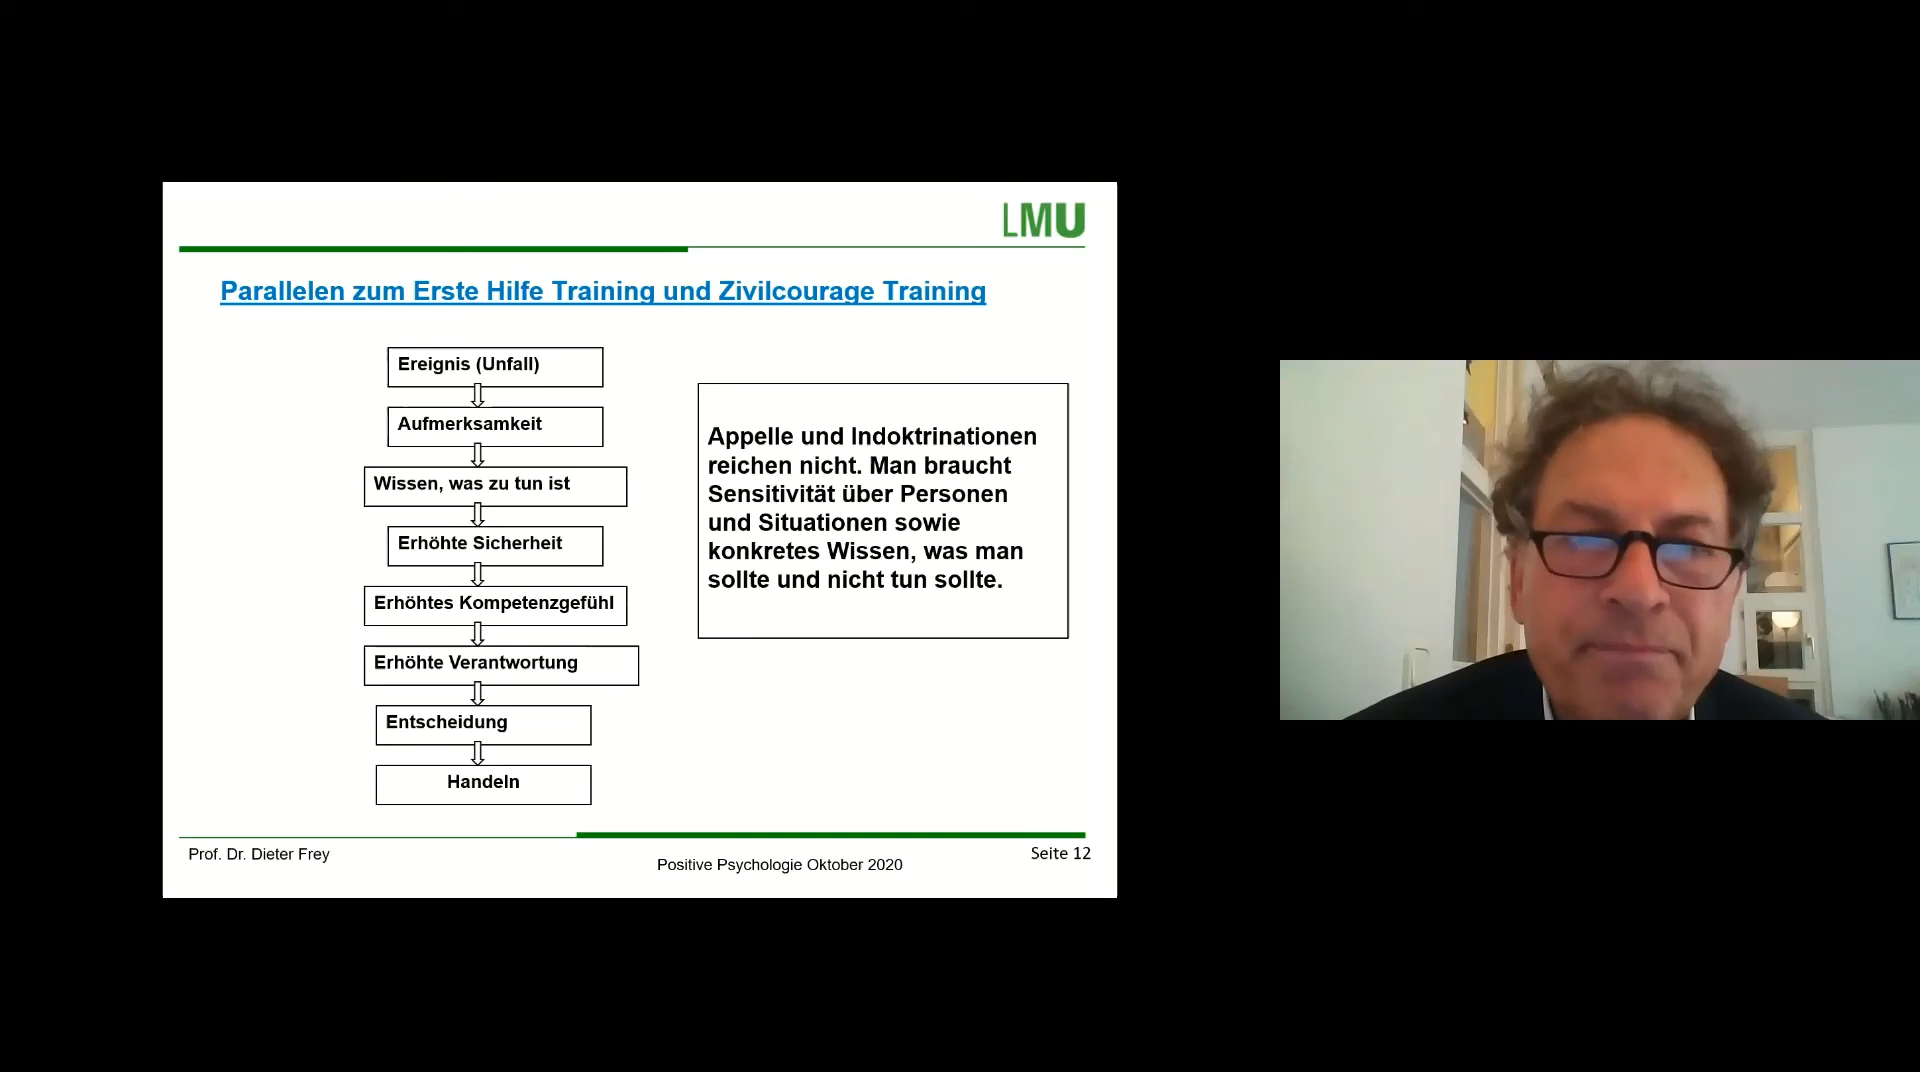 LMU
Parallelen zum Erste Hilfe Training und Zivilcourage Training
Ereignis (Unfall)
Aufmerksamkeit
Wissen, was zu tun ist
Erhöhte Sicherheit
Erhöhtes Kompetenzgefühl
Erhöhte Verantwortung
Entscheidung
Handeln
Appelle und Indoktrinationen
reichen nicht. Man braucht
Sensitivität über Personen
und Situationen sowie
konkretes Wissen, was man
sollte und nicht tun sollte.
Prof. Dr. Dieter Frey
Positive Psychologie Oktober 2020
Seite 12